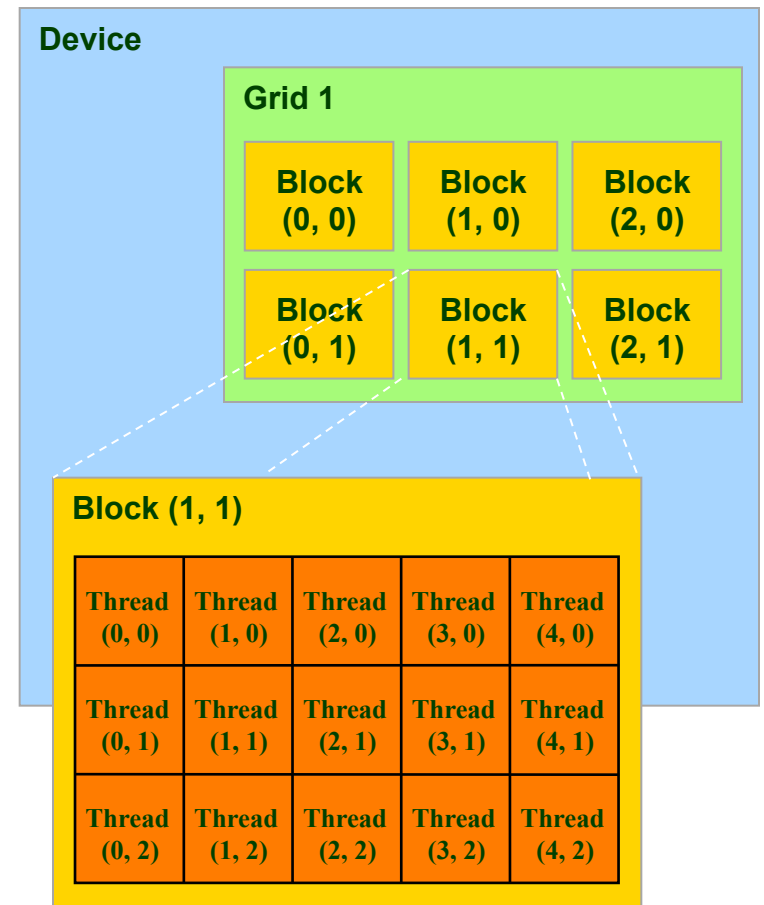 Device
Grid 1
Block Block Block
(0, 0) (1, 0) (2, 0)
Block Block Block
(0, 1) (1, 1) (2, 1)
Block (1, 1)
Thread Thread Thread Thread Thread
(0, 0) (1, 0) (2, 0) (3, 0) (4, 0)
Thread Thread Thread Thread Thread
(0, 1) (1, 1) (2, 1) (3, 1) (4, 1)
Thread Thread Thread Thread Thread
(0, 2) (1, 2) (2, 2) (3, 2) (4, 2)